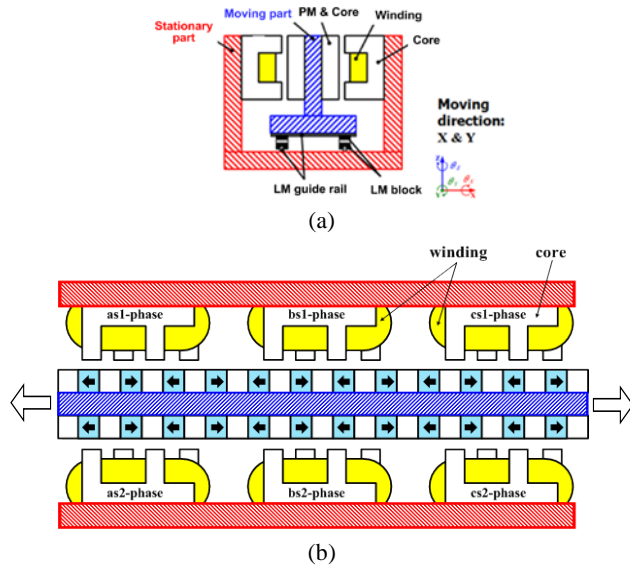 Moving part
PM & Core
Winding
Stationary
part
Core
Moving
direction:
X & Y
LM guide rail
LM block
(a)
winding
core
as1-phase
bs1-phase
cs1-phase
as2-phase
bs2-phase
cs2-phase
(b)